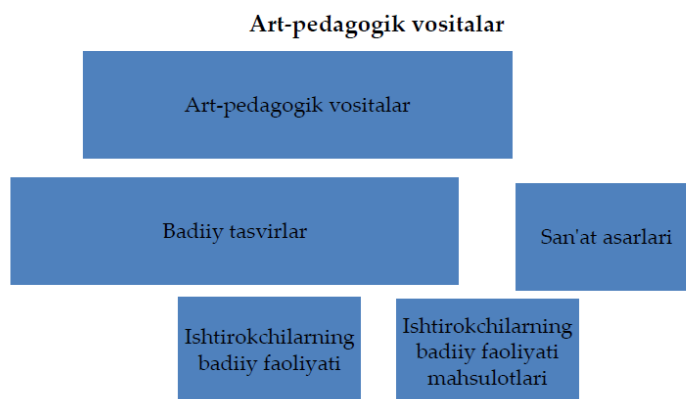 Art-pedagogik vositalar
Art-pedagogik vositalar
Badiiy tasvirlar
San'at asarlari
Ishtirokchilarning
badiiy faoliyati
Ishtirokchilarning
badiiy faoliyati
mahsulotlari